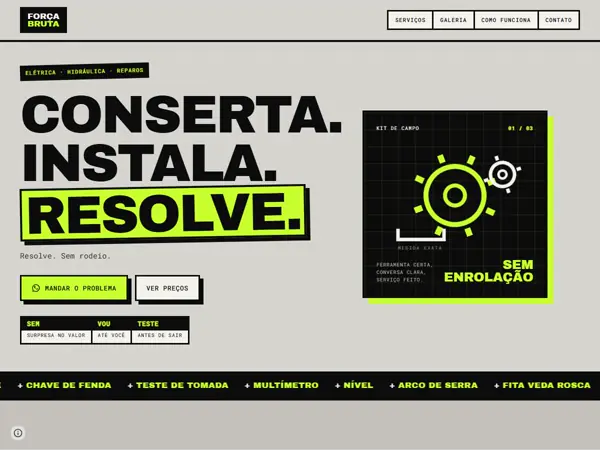 FORÇA
BRUTA
SERVIÇOS
GALERIA
COMO FUNCIONA
CONTATO
ELÉTRICA · HIDRÁULICA · REPAROS
CONSERTA.
INSTALA.
RESOLVE.
Resolve. Sem rodeio.
MANDAR O PROBLEMA
VER PREÇOS
SEM
SURPRESA NO VALOR
VOU
ATÉ VOCÊ
TESTE
ANTES DE SAIR
KIT DE CAMPO
01 / 03
MEDIDA EXATA
FERRAMENTA CERTA,
CONVERSA CLARA,
SERVIÇO FEITO.
SEM
ENROLAÇÃO
+ CHAVE DE FENDA + TESTE DE TOMADA + MULTÍMETRO + NÍVEL + ARCO DE SERRA + FITA VEDA ROSCA